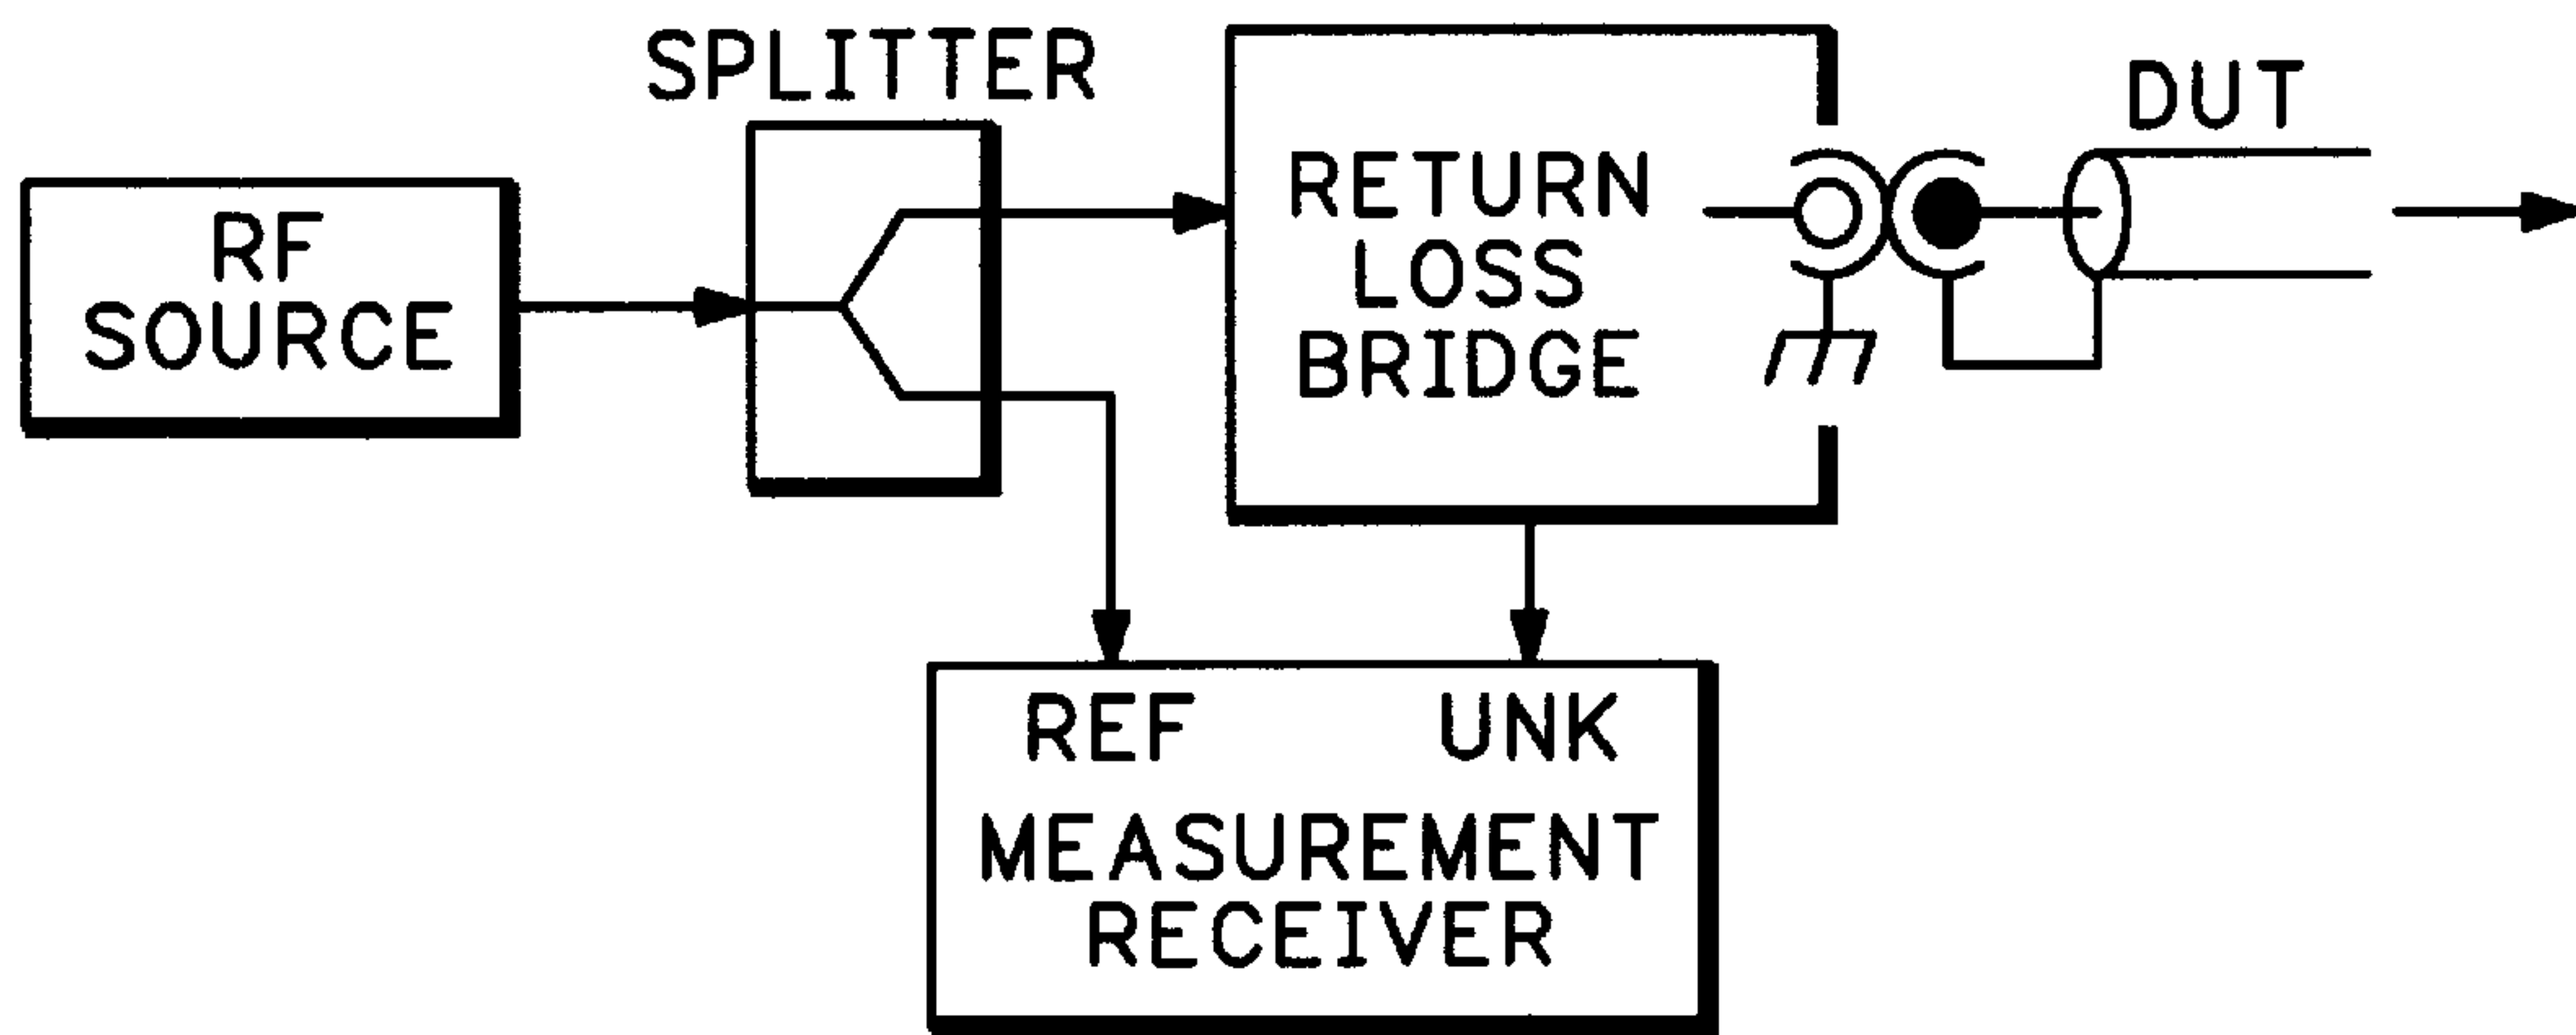 SPLITTER
DUT
RF
SOURCE
RETURN
LOSS
BRIDGE
REF UNK
MEASUREMENT
RECEIVER